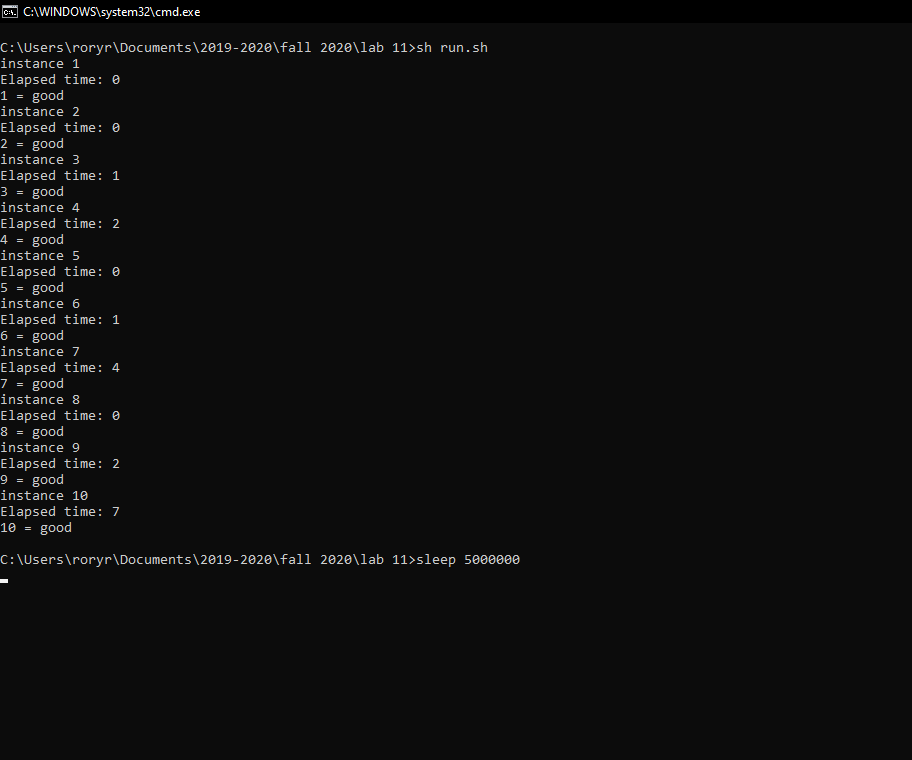 C:\WINDOWS\system32\cmd.exe
C:\Users\roryr\Documents\2019-2020\fall 2020\lab 11>sh run.sh
instance 1
Elapsed time: 0
1 = good
instance 2
Elapsed time: 0
2 = good
instance 3
Elapsed time: 1
3 = good
instance 4
Elapsed time: 2
4 = good
instance 5
Elapsed time: 0
5 = good
instance 6
Elapsed time: 1
6 = good
instance 7
Elapsed time: 4
7 = good
instance 8
Elapsed time: 0
8 = good
instance 9
Elapsed time: 2
9 = good
instance 10
Elapsed time: 7
10 = good
C:\Users\roryr\Documents\2019-2020\fall 2020\lab 11>sleep 5000000